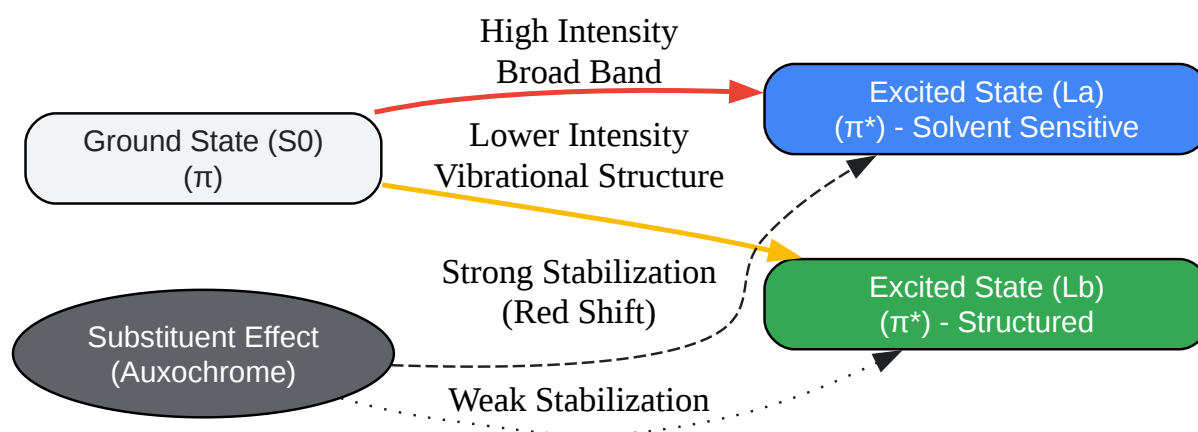 High Intensity
Broad Band
Excited State (La)
(π*) - Solvent Sensitive
Ground State (S0)
(π)
Lower Intensity
Vibrational Structure
Strong Stabilization
(Red Shift)
Excited State (Lb)
(π*) - Structured
Substituent Effect
(Auxochrome)
Weak Stabilization